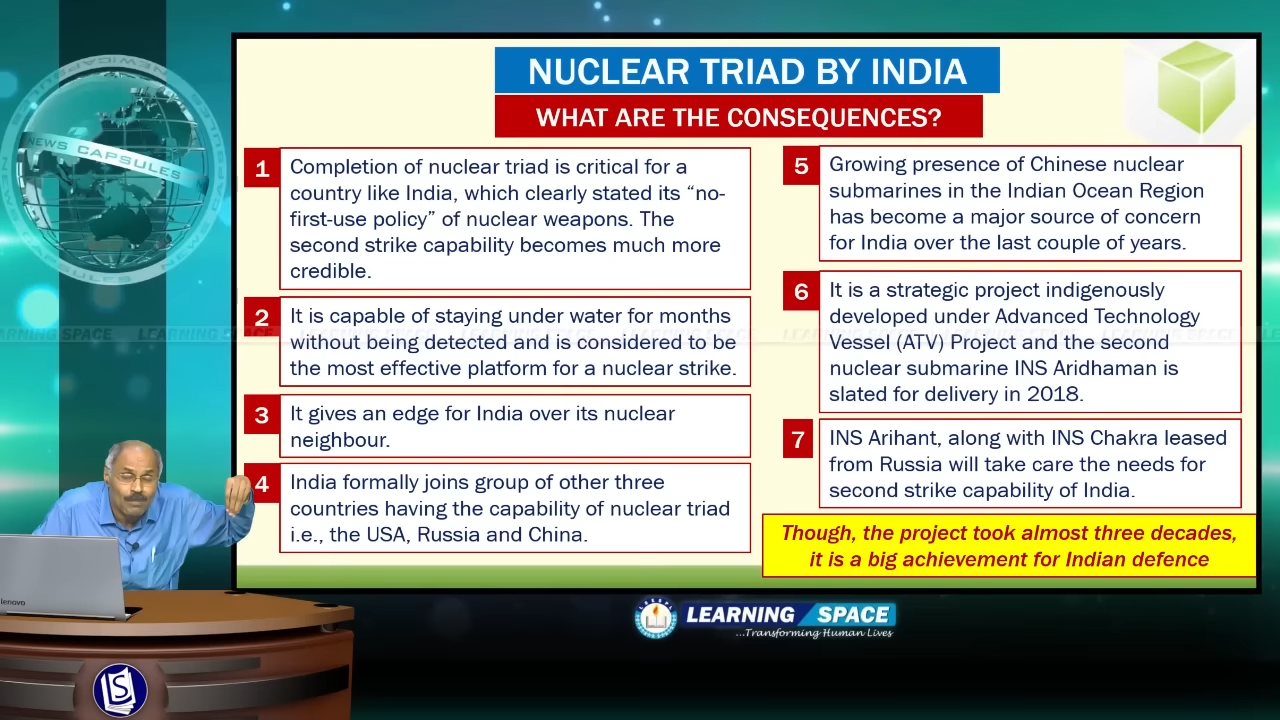 NUCLEAR TRIAD BY INDIA
WHAT ARE THE CONSEQUENCES?
NEWS CAPSULES
1
Completion of nuclear triad is critical for a
country like India, which clearly stated its “no-
first-use policy” of nuclear weapons. The
second strike capability becomes much more
credible.
2
It is capable of staying under water for months
without being detected and is considered to be
the most effective platform for a nuclear strike.
3
It gives an edge for India over its nuclear
neighbour.
4
India formally joins group of other three
countries having the capability of nuclear triad
i.e., the USA, Russia and China.
5
Growing presence of Chinese nuclear
submarines in the Indian Ocean Region
has become a major source of concern
for India over the last couple of years.
6
It is a strategic project indigenously
developed under Advanced Technology
Vessel (ATV) Project and the second
nuclear submarine INS Aridhaman is
slated for delivery in 2018.
7
INS Arihant, along with INS Chakra leased
from Russia will take care the needs for
second strike capability of India.
Though, the project took almost three decades,
it is a big achievement for Indian defence
LEARNING SPACE
...Transforming Human Lives
lenovo
LS